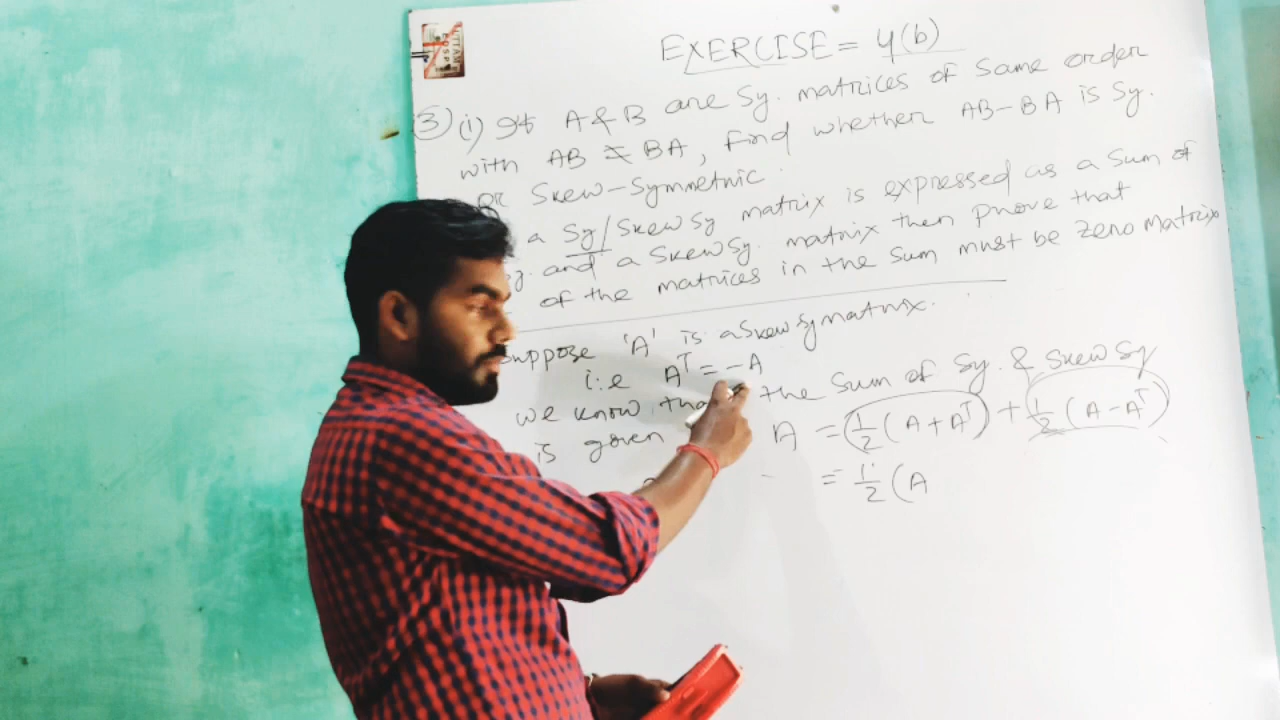 UTTAM
EXERCISE = 4(b)
3) (i) If A & B are Sy. matrices of Same order
with AB ≠ BA, find whether AB-BA is Sy.
OR Skew-Symmetric.
a Sy/Skew Sy matrix is expressed as a Sum of
and a Skew Sy. matrix then prove that
of the matrices in the Sum must be zero matrix
Suppose 'A' is a Skew Sy matrix.
i.e Aᵀ = -A
we know that the Sum of Sy. & Skew Sy
is given A = ½ (A + Aᵀ) + ½ (A - Aᵀ)
= ½ (A